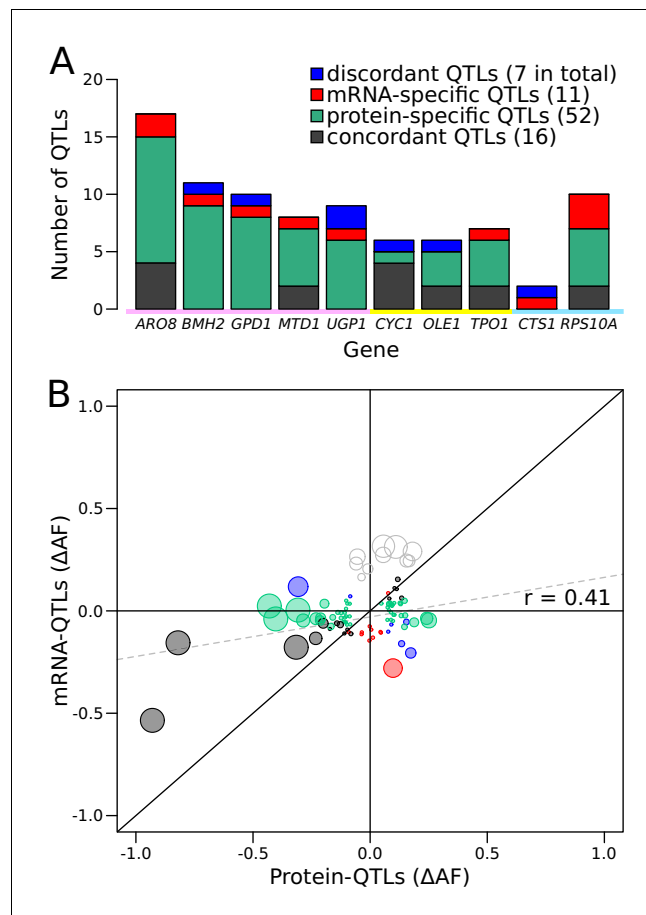 A
discordant QTLs (7 in total)
mRNA-specific QTLs (11)
protein-specific QTLs (52)
concordant QTLs (16)
Number of QTLs
20
15
10
5
0
ARO8 BMH2 GPD1 MTD1 UGP1 CYC1 OLE1 TPO1 CTS1 RPS10A
Gene
B
mRNA-QTLs (ΔAF)
1.0
0.5
0.0
-0.5
-1.0
r = 0.41
-1.0 -0.5 0.0 0.5 1.0
Protein-QTLs (ΔAF)